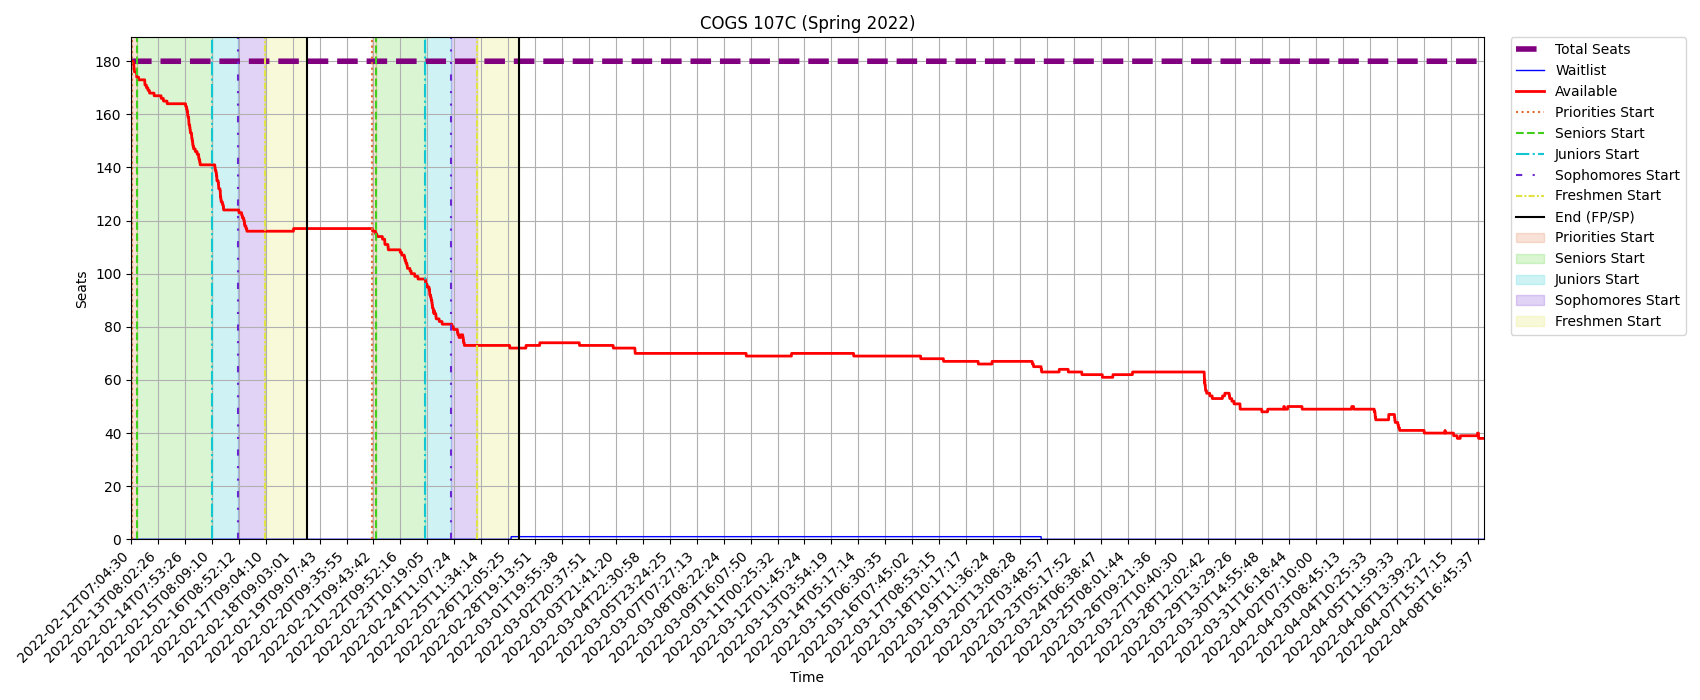 COGS 107C (Spring 2022)
Seats
180
160
140
120
100
80
60
40
20
0
2022-02-12T07:04:30
2022-02-13T08:02:26
2022-02-14T07:53:26
2022-02-15T08:09:10
2022-02-16T08:52:12
2022-02-17T09:04:10
2022-02-18T09:03:01
2022-02-19T09:07:43
2022-02-20T09:35:55
2022-02-21T09:43:42
2022-02-22T09:52:16
2022-02-23T10:19:05
2022-02-24T11:07:24
2022-02-25T11:34:14
2022-02-26T12:05:25
2022-02-28T19:13:51
2022-03-01T19:55:38
2022-03-02T20:37:51
2022-03-03T21:41:20
2022-03-04T22:30:58
2022-03-05T23:24:25
2022-03-07T07:27:13
2022-03-08T08:22:24
2022-03-09T16:07:50
2022-03-11T00:25:32
2022-03-12T01:45:24
2022-03-13T03:54:19
2022-03-14T05:17:14
2022-03-15T06:30:35
2022-03-16T07:45:02
2022-03-17T08:53:15
2022-03-18T10:17:17
2022-03-19T11:36:24
2022-03-20T13:08:28
2022-03-22T03:48:57
2022-03-23T05:17:52
2022-03-24T06:38:47
2022-03-25T08:01:44
2022-03-26T09:21:36
2022-03-27T10:40:30
2022-03-28T12:02:42
2022-03-29T13:29:26
2022-03-30T14:55:48
2022-03-31T16:18:44
2022-04-02T07:10:00
2022-04-03T08:45:13
2022-04-04T10:25:33
2022-04-05T11:59:33
2022-04-06T13:39:22
2022-04-07T15:17:15
2022-04-08T16:45:37
Time
Total Seats
Waitlist
Available
Priorities Start
Seniors Start
Juniors Start
Sophomores Start
Freshmen Start
End (FP/SP)
Priorities Start
Seniors Start
Juniors Start
Sophomores Start
Freshmen Start